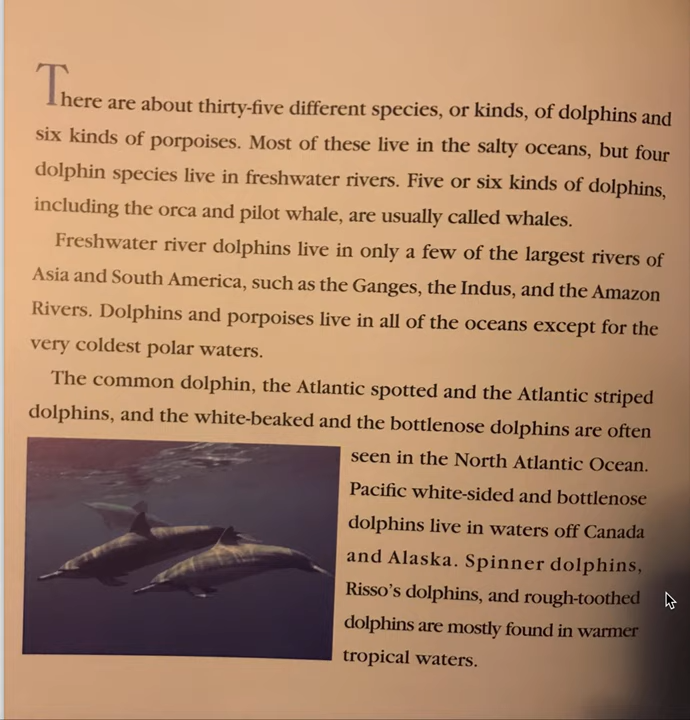 There are about thirty-five different species, or kinds, of dolphins and
six kinds of porpoises. Most of these live in the salty oceans, but four
dolphin species live in freshwater rivers. Five or six kinds of dolphins,
including the orca and pilot whale, are usually called whales.
Freshwater river dolphins live in only a few of the largest rivers of
Asia and South America, such as the Ganges, the Indus, and the Amazon
Rivers. Dolphins and porpoises live in all of the oceans except for the
very coldest polar waters.
The common dolphin, the Atlantic spotted and the Atlantic striped
dolphins, and the white-beaked and the bottlenose dolphins are often
seen in the North Atlantic Ocean.
Pacific white-sided and bottlenose
dolphins live in waters off Canada
and Alaska. Spinner dolphins,
Risso's dolphins, and rough-toothed
dolphins are mostly found in warmer
tropical waters.